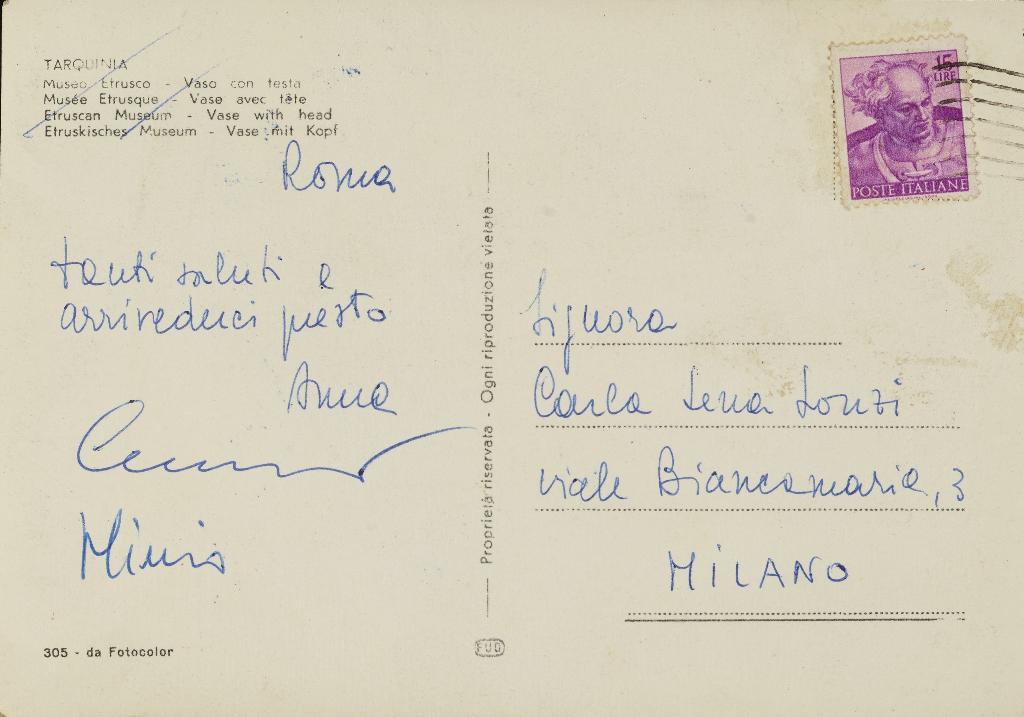 TARQUINIA
Museo Etrusco - Vaso con testa
Musée Etrusque - Vase avec tête
Etruscan Museum - Vase with head
Etruskisches Museum - Vase mit Kopf
Roma
tanti saluti e
arrivederci presto
Anna
305 - da Fotocolor
Proprietà riservata - Ogni riproduzione vietata
FUD
15
LIRE
POSTE ITALIANE
Signora
Carla
viale Biancamaria, 3
MILANO